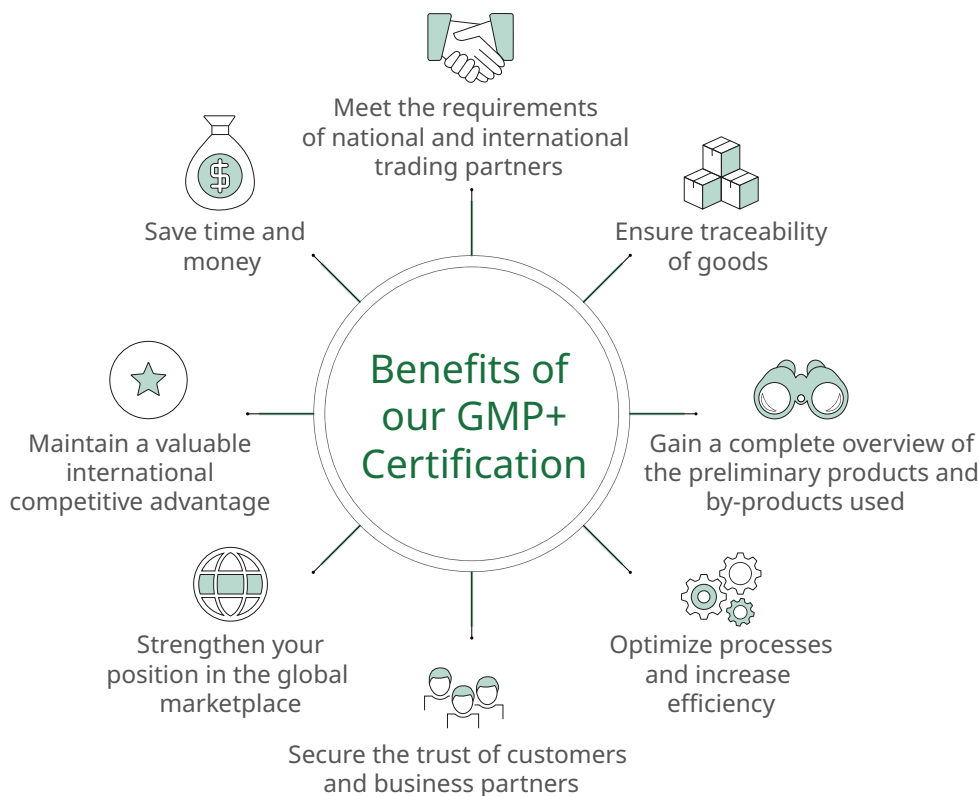 Meet the requirements
of national and international
trading partners
Save time and
money
Ensure traceability
of goods
Benefits of
our GMP+
Certification
Maintain a valuable
international
competitive advantage
Gain a complete overview of
the preliminary products and
by-products used
Strengthen your
position in the global
marketplace
Optimize processes
and increase
efficiency
Secure the trust of customers
and business partners